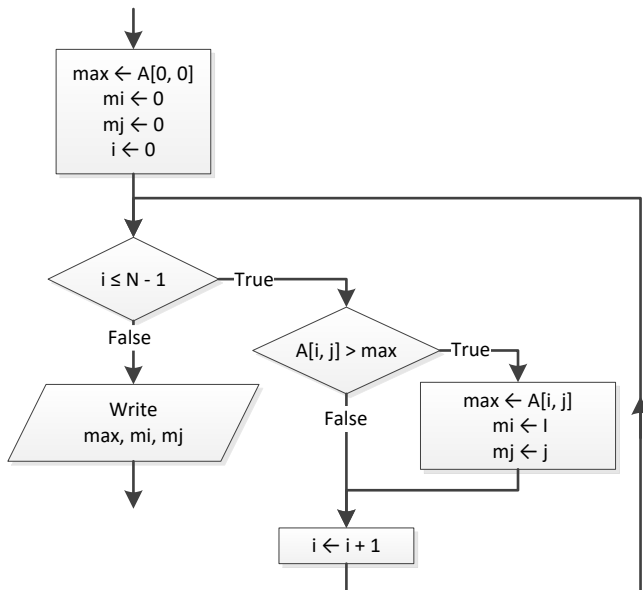 max ← A[0, 0]
mi ← 0
mj ← 0
i ← 0
i ≤ N - 1
True
False
A[i, j] > max
True
False
Write
max, mi, mj
max ← A[i, j]
mi ← I
mj ← j
i ← i + 1